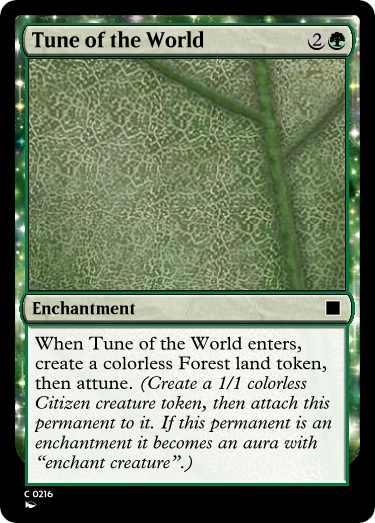 Tune of the World 2
Enchantment
When Tune of the World enters,
create a colorless Forest land token,
then attune. (Create a 1/1 colorless
Citizen creature token, then attach this
permanent to it. If this permanent is an
enchantment it becomes an aura with
“enchant creature”.)
C 0216